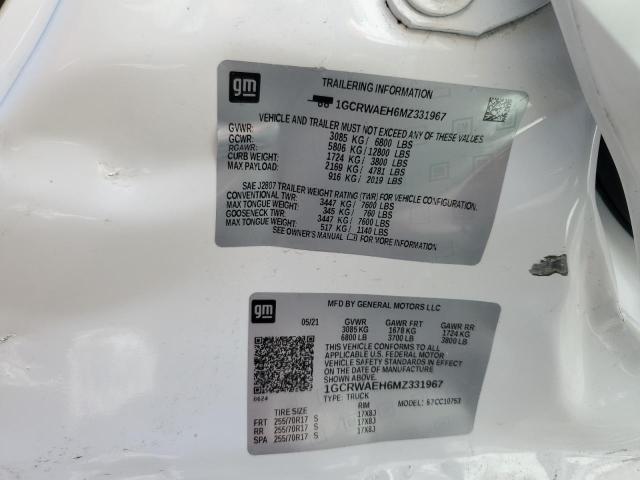 gm
TRAILERING INFORMATION
1GCRWAEH6MZ331967
VEHICLE AND TRAILER MUST NOT EXCEED ANY OF THESE VALUES
GVWR: 3085 KG / 6800 LBS
GCWR: 5806 KG / 12800 LBS
RGAWR: 1724 KG / 3800 LBS
CURB WEIGHT: 2169 KG / 4781 LBS
MAX PAYLOAD: 916 KG / 2019 LBS
SAE J2807 TRAILER WEIGHT RATING (TWR) FOR VEHICLE CONFIGURATION.
CONVENTIONAL TWR: 3447 KG / 7600 LBS
MAX TONGUE WEIGHT: 345 KG / 760 LBS
GOOSENECK TWR: 3447 KG / 7600 LBS
MAX TONGUE WEIGHT: 517 KG / 1140 LBS
SEE OWNER'S MANUAL FOR MORE INFORMATION
gm
MFD BY GENERAL MOTORS LLC
05/21 GVWR GAWR FRT GAWR RR
3085 KG 1678 KG 1724 KG
6800 LB 3700 LB 3800 LB
THIS VEHICLE CONFORMS TO ALL
APPLICABLE U.S. FEDERAL MOTOR
VEHICLE SAFETY STANDARDS IN EFFECT
ON THE DATE OF MANUFACTURE
SHOWN ABOVE.
1GCRWAEH6MZ331967
0624 TYPE: TRUCK MODEL: 67CC10753
TIRE SIZE RIM
FRT 255/70R17 S 17X8J
RR 255/70R17 S 17X8J
SPA 255/70R17 S 17X8J